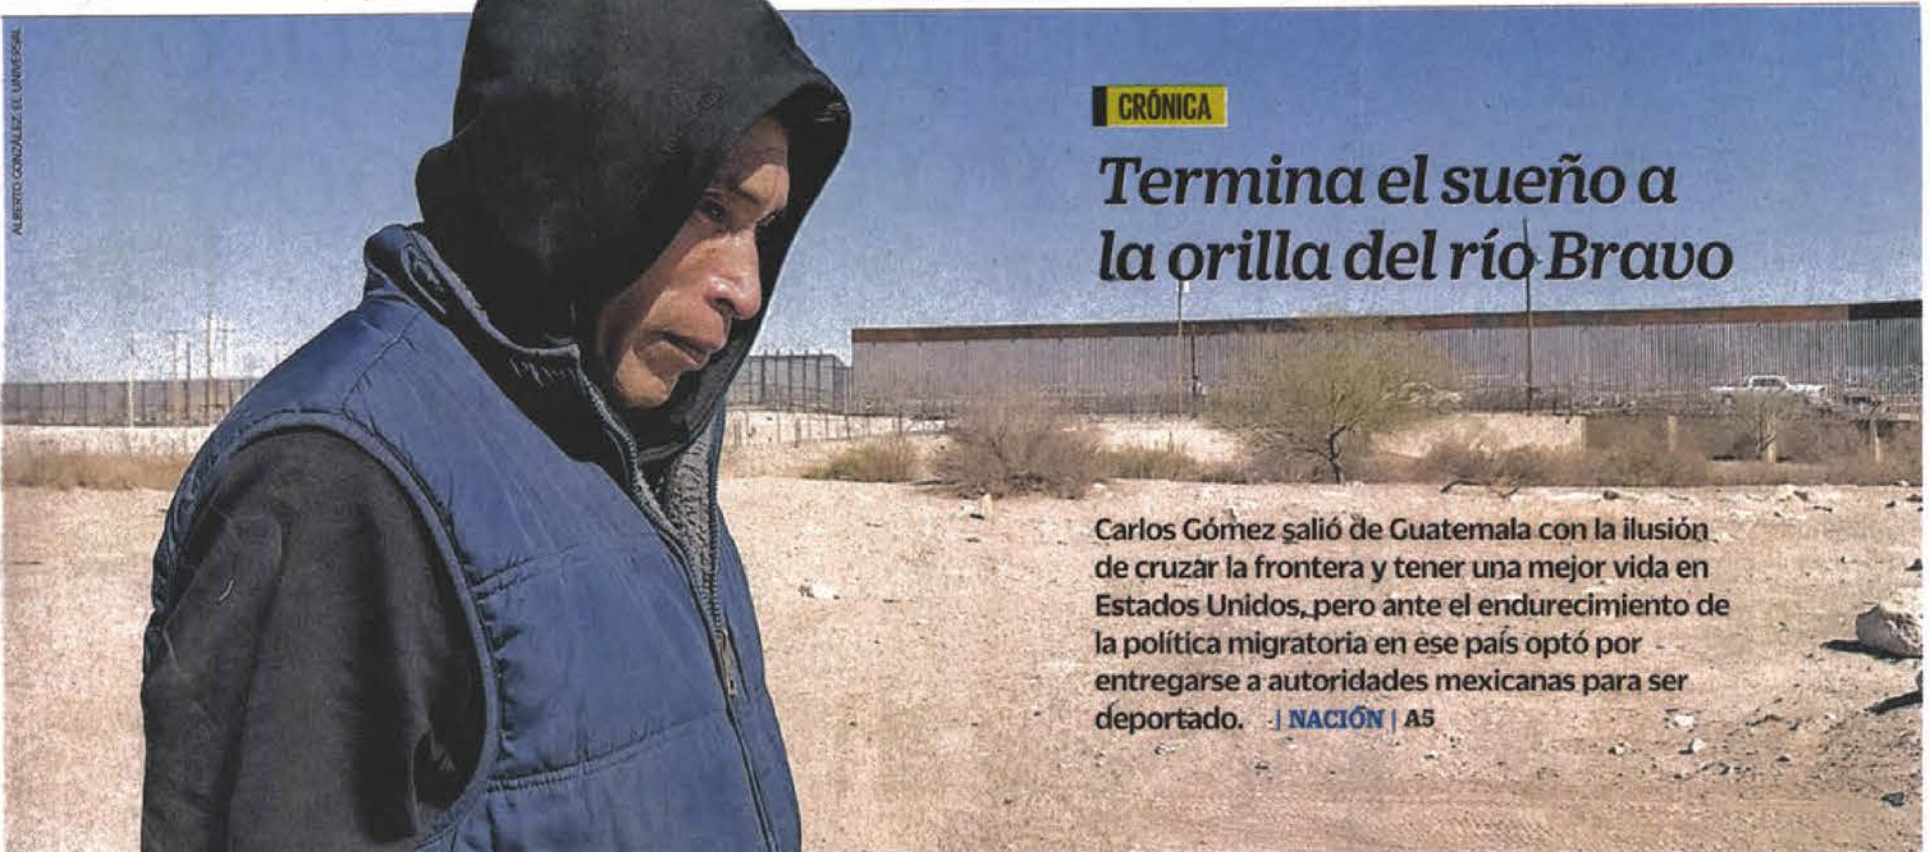 ALBERTO GONZÁLEZ. EL UNIVERSAL
CRÓNICA
Termina el sueño a
la orilla del río Bravo
Carlos Gómez salió de Guatemala con la ilusión
de cruzar la frontera y tener una mejor vida en
Estados Unidos, pero ante el endurecimiento de
la política migratoria en ese país optó por
entregarse a autoridades mexicanas para ser
deportado. | NACIÓN | A5